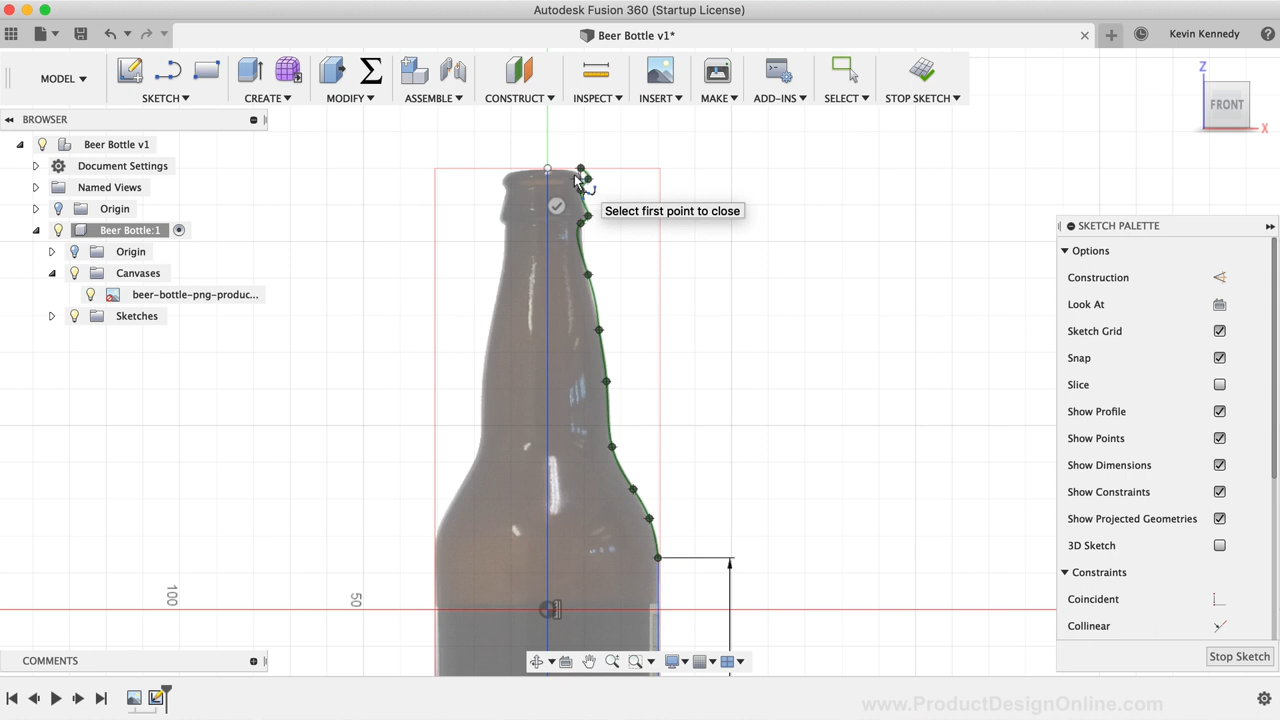 Autodesk Fusion 360 (Startup License)
Beer Bottle v1*
Kevin Kennedy
MODEL
SKETCH
CREATE
MODIFY
ASSEMBLE
CONSTRUCT
INSPECT
INSERT
MAKE
ADD-INS
SELECT
STOP SKETCH
BROWSER
Beer Bottle v1
Document Settings
Named Views
Origin
Beer Bottle:1
Origin
Canvases
beer-bottle-png-produc...
Sketches
Z
FRONT
X
Select first point to close
100
50
SKETCH PALETTE
Options
Construction
Look At
Sketch Grid
Snap
Slice
Show Profile
Show Points
Show Dimensions
Show Constraints
Show Projected Geometries
3D Sketch
Constraints
Coincident
Collinear
Stop Sketch
COMMENTS
www.ProductDesignOnline.com